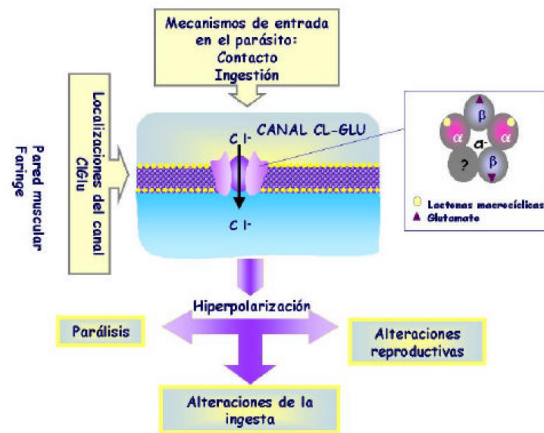 Mecanismos de entrada
en el parásito:
Contacto
Ingestión
Localizaciones del canal
ClGlu
Pared muscular
Faringe
Cl-
CANAL CL-GLU
Cl-
β
α
α
α-
?
β
Lactonas macrocíclicas
Glutamato
Hiperpolarización
Parálisis
Alteraciones
reproductivas
Alteraciones de la
ingesta